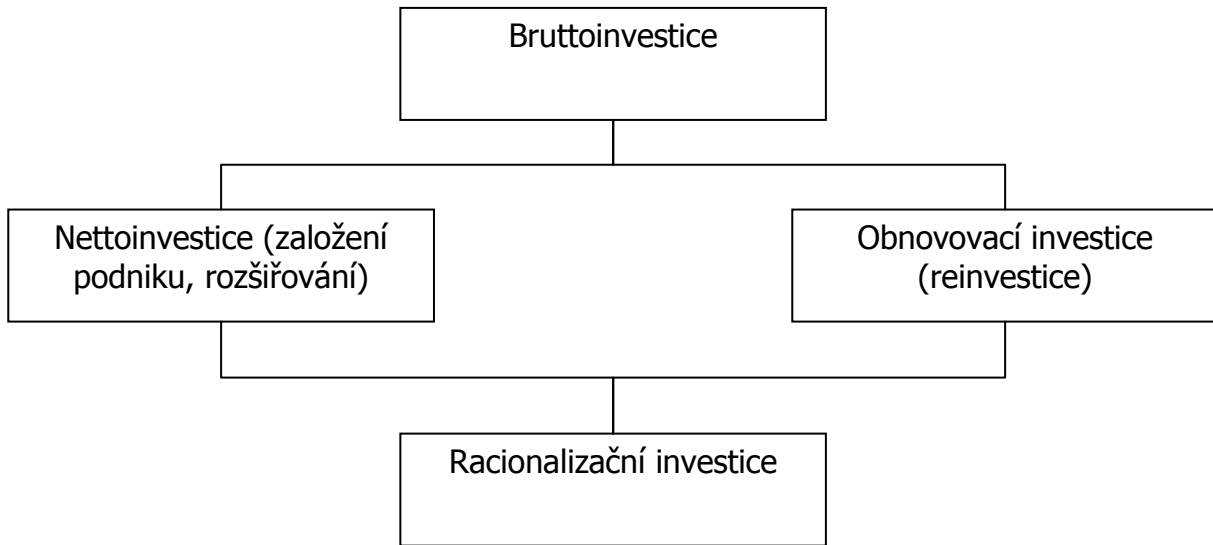 Bruttoinvestice
Nettoinvestice (založení
podniku, rozšiřování)
Obnovovací investice
(reinvestice)
Racionalizační investice